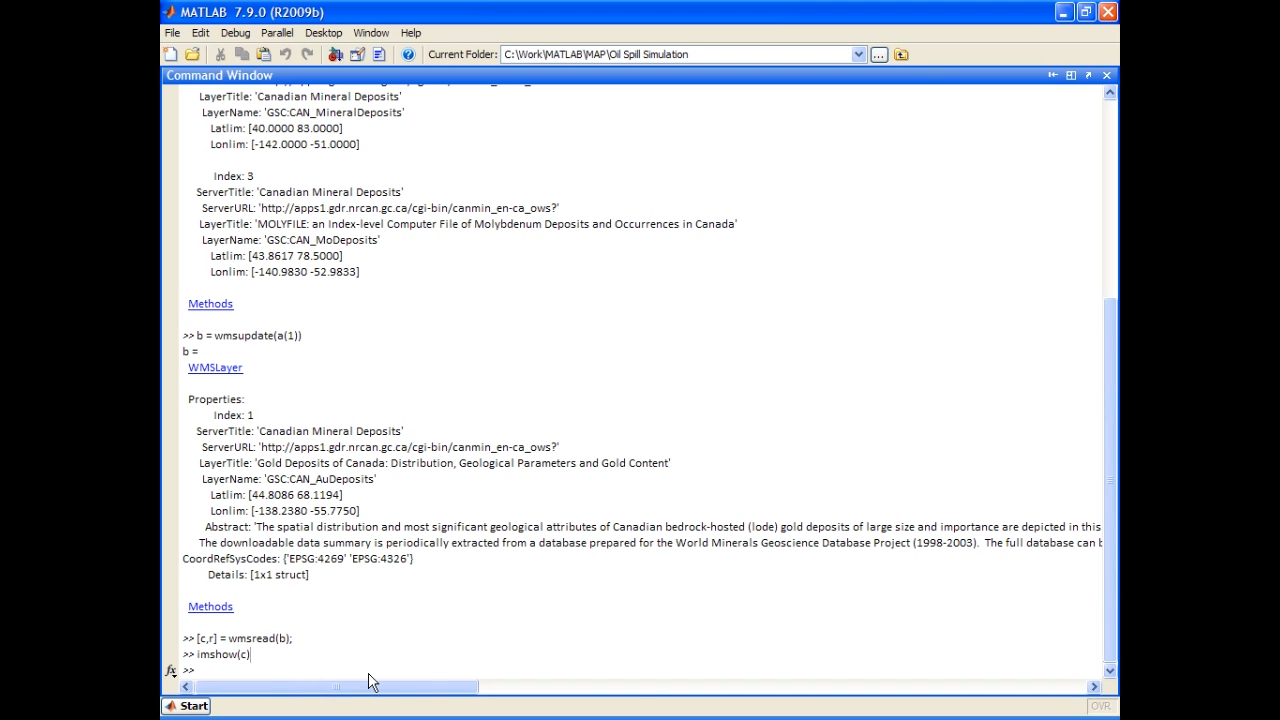 MATLAB 7.9.0 (R2009b)
File Edit Debug Parallel Desktop Window Help
Current Folder: C:\Work\MATLAB\MAP\Oil Spill Simulation
Command Window
LayerTitle: 'Canadian Mineral Deposits'
LayerName: 'GSC:CAN_MineralDeposits'
Latlim: [40.0000 83.0000]
Lonlim: [-142.0000 -51.0000]
Index: 3
ServerTitle: 'Canadian Mineral Deposits'
ServerURL: 'http://apps1.gdr.nrcan.gc.ca/cgi-bin/canmin_en-ca_ows?'
LayerTitle: 'MOLYFILE: an Index-level Computer File of Molybdenum Deposits and Occurrences in Canada'
LayerName: 'GSC:CAN_MoDeposits'
Latlim: [43.8617 78.5000]
Lonlim: [-140.9830 -52.9833]
Methods
>> b = wmsupdate(a(1))
b =
WMSLayer
Properties:
Index: 1
ServerTitle: 'Canadian Mineral Deposits'
ServerURL: 'http://apps1.gdr.nrcan.gc.ca/cgi-bin/canmin_en-ca_ows?'
LayerTitle: 'Gold Deposits of Canada: Distribution, Geological Parameters and Gold Content'
LayerName: 'GSC:CAN_AuDeposits'
Latlim: [44.8086 68.1194]
Lonlim: [-138.2380 -55.7750]
Abstract: 'The spatial distribution and most significant geological attributes of Canadian bedrock-hosted (lode) gold deposits of large size and importance are depicted in this
The downloadable data summary is periodically extracted from a database prepared for the World Minerals Geoscience Database Project (1998-2003). The full database can b
CoordRefSysCodes: {'EPSG:4269' 'EPSG:4326'}
Details: [1x1 struct]
Methods
>> [c,r] = wmsread(b);
>> imshow(c)
fx >>
Start
OVR